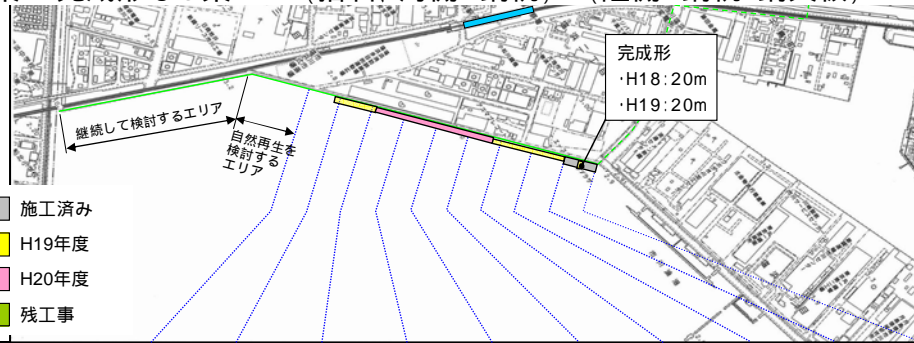 完成形
・H18:20m
・H19:20m
継続して検討するエリア
自然再生を
検討する
エリア
施工済み
H19年度
H20年度
残工事